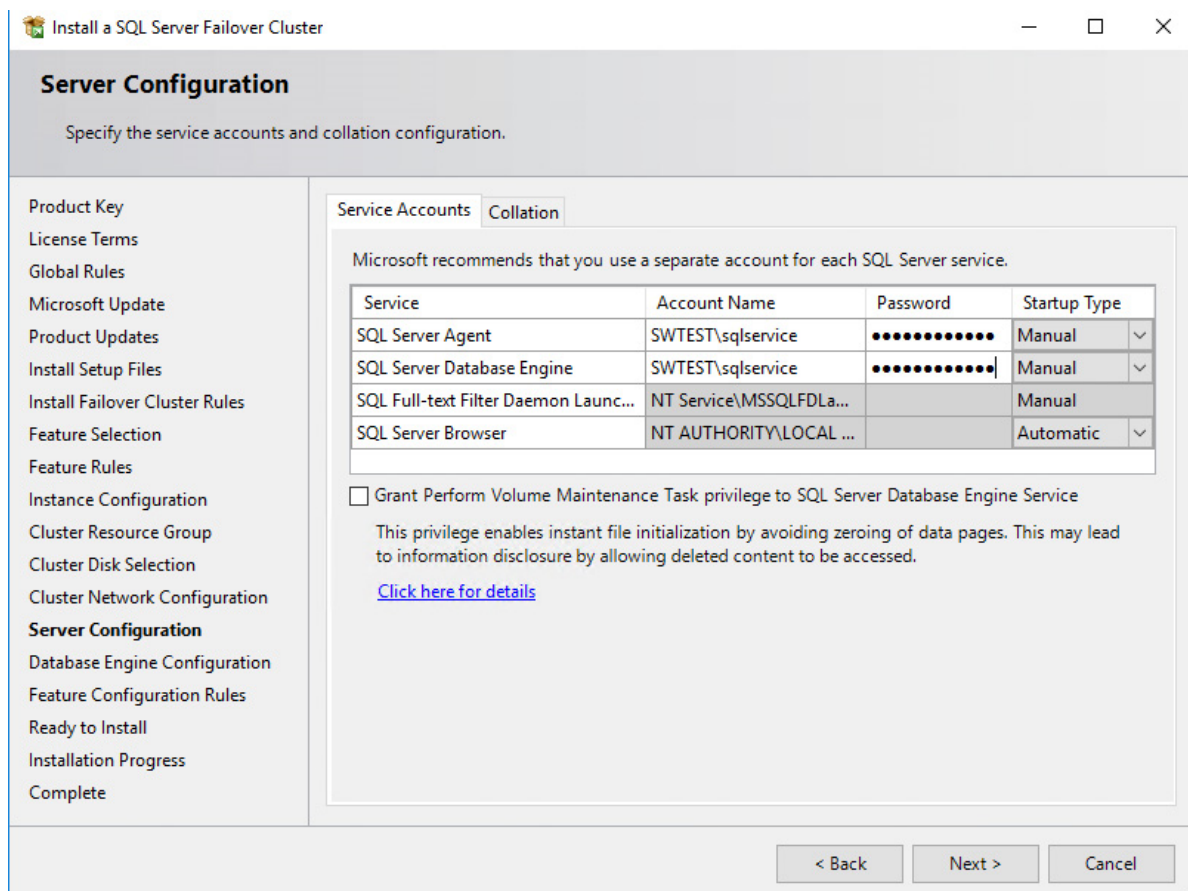 Install a SQL Server Failover Cluster
Server Configuration
Specify the service accounts and collation configuration.
Product Key
License Terms
Global Rules
Microsoft Update
Product Updates
Install Setup Files
Install Failover Cluster Rules
Feature Selection
Feature Rules
Instance Configuration
Cluster Resource Group
Cluster Disk Selection
Cluster Network Configuration
Server Configuration
Database Engine Configuration
Feature Configuration Rules
Ready to Install
Installation Progress
Complete
Service Accounts Collation
Microsoft recommends that you use a separate account for each SQL Server service.
Service Account Name Password Startup Type
SQL Server Agent SWTEST\sqlservice ●●●●●●●●●●●● Manual
SQL Server Database Engine SWTEST\sqlservice ●●●●●●●●●●●● Manual
SQL Full-text Filter Daemon Launc... NT Service\MSSQLFDLa... Manual
SQL Server Browser NT AUTHORITY\LOCAL ... Automatic
Grant Perform Volume Maintenance Task privilege to SQL Server Database Engine Service
This privilege enables instant file initialization by avoiding zeroing of data pages. This may lead
to information disclosure by allowing deleted content to be accessed.
Click here for details
< Back Next > Cancel